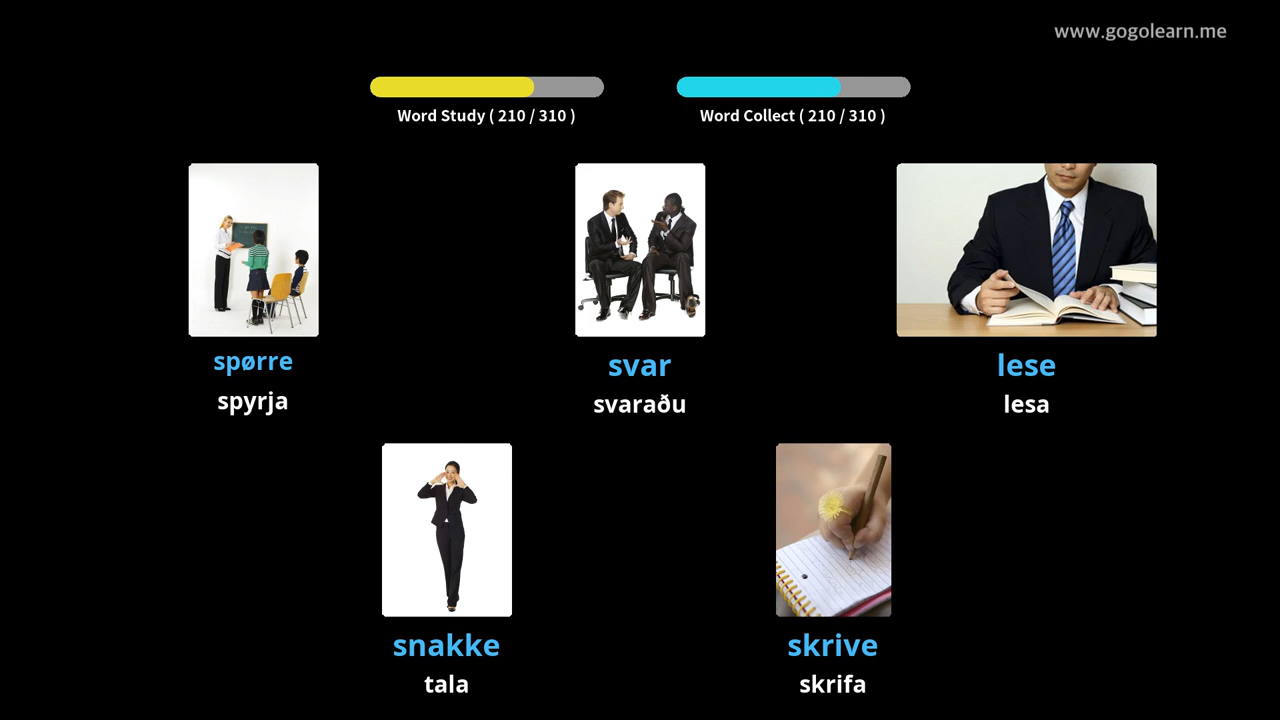 www.gogolearn.me
Word Study ( 210 / 310 )
Word Collect ( 210 / 310 )
spørre
spyrja
svar
svaraðu
lese
lesa
snakke
tala
skrive
skrifa